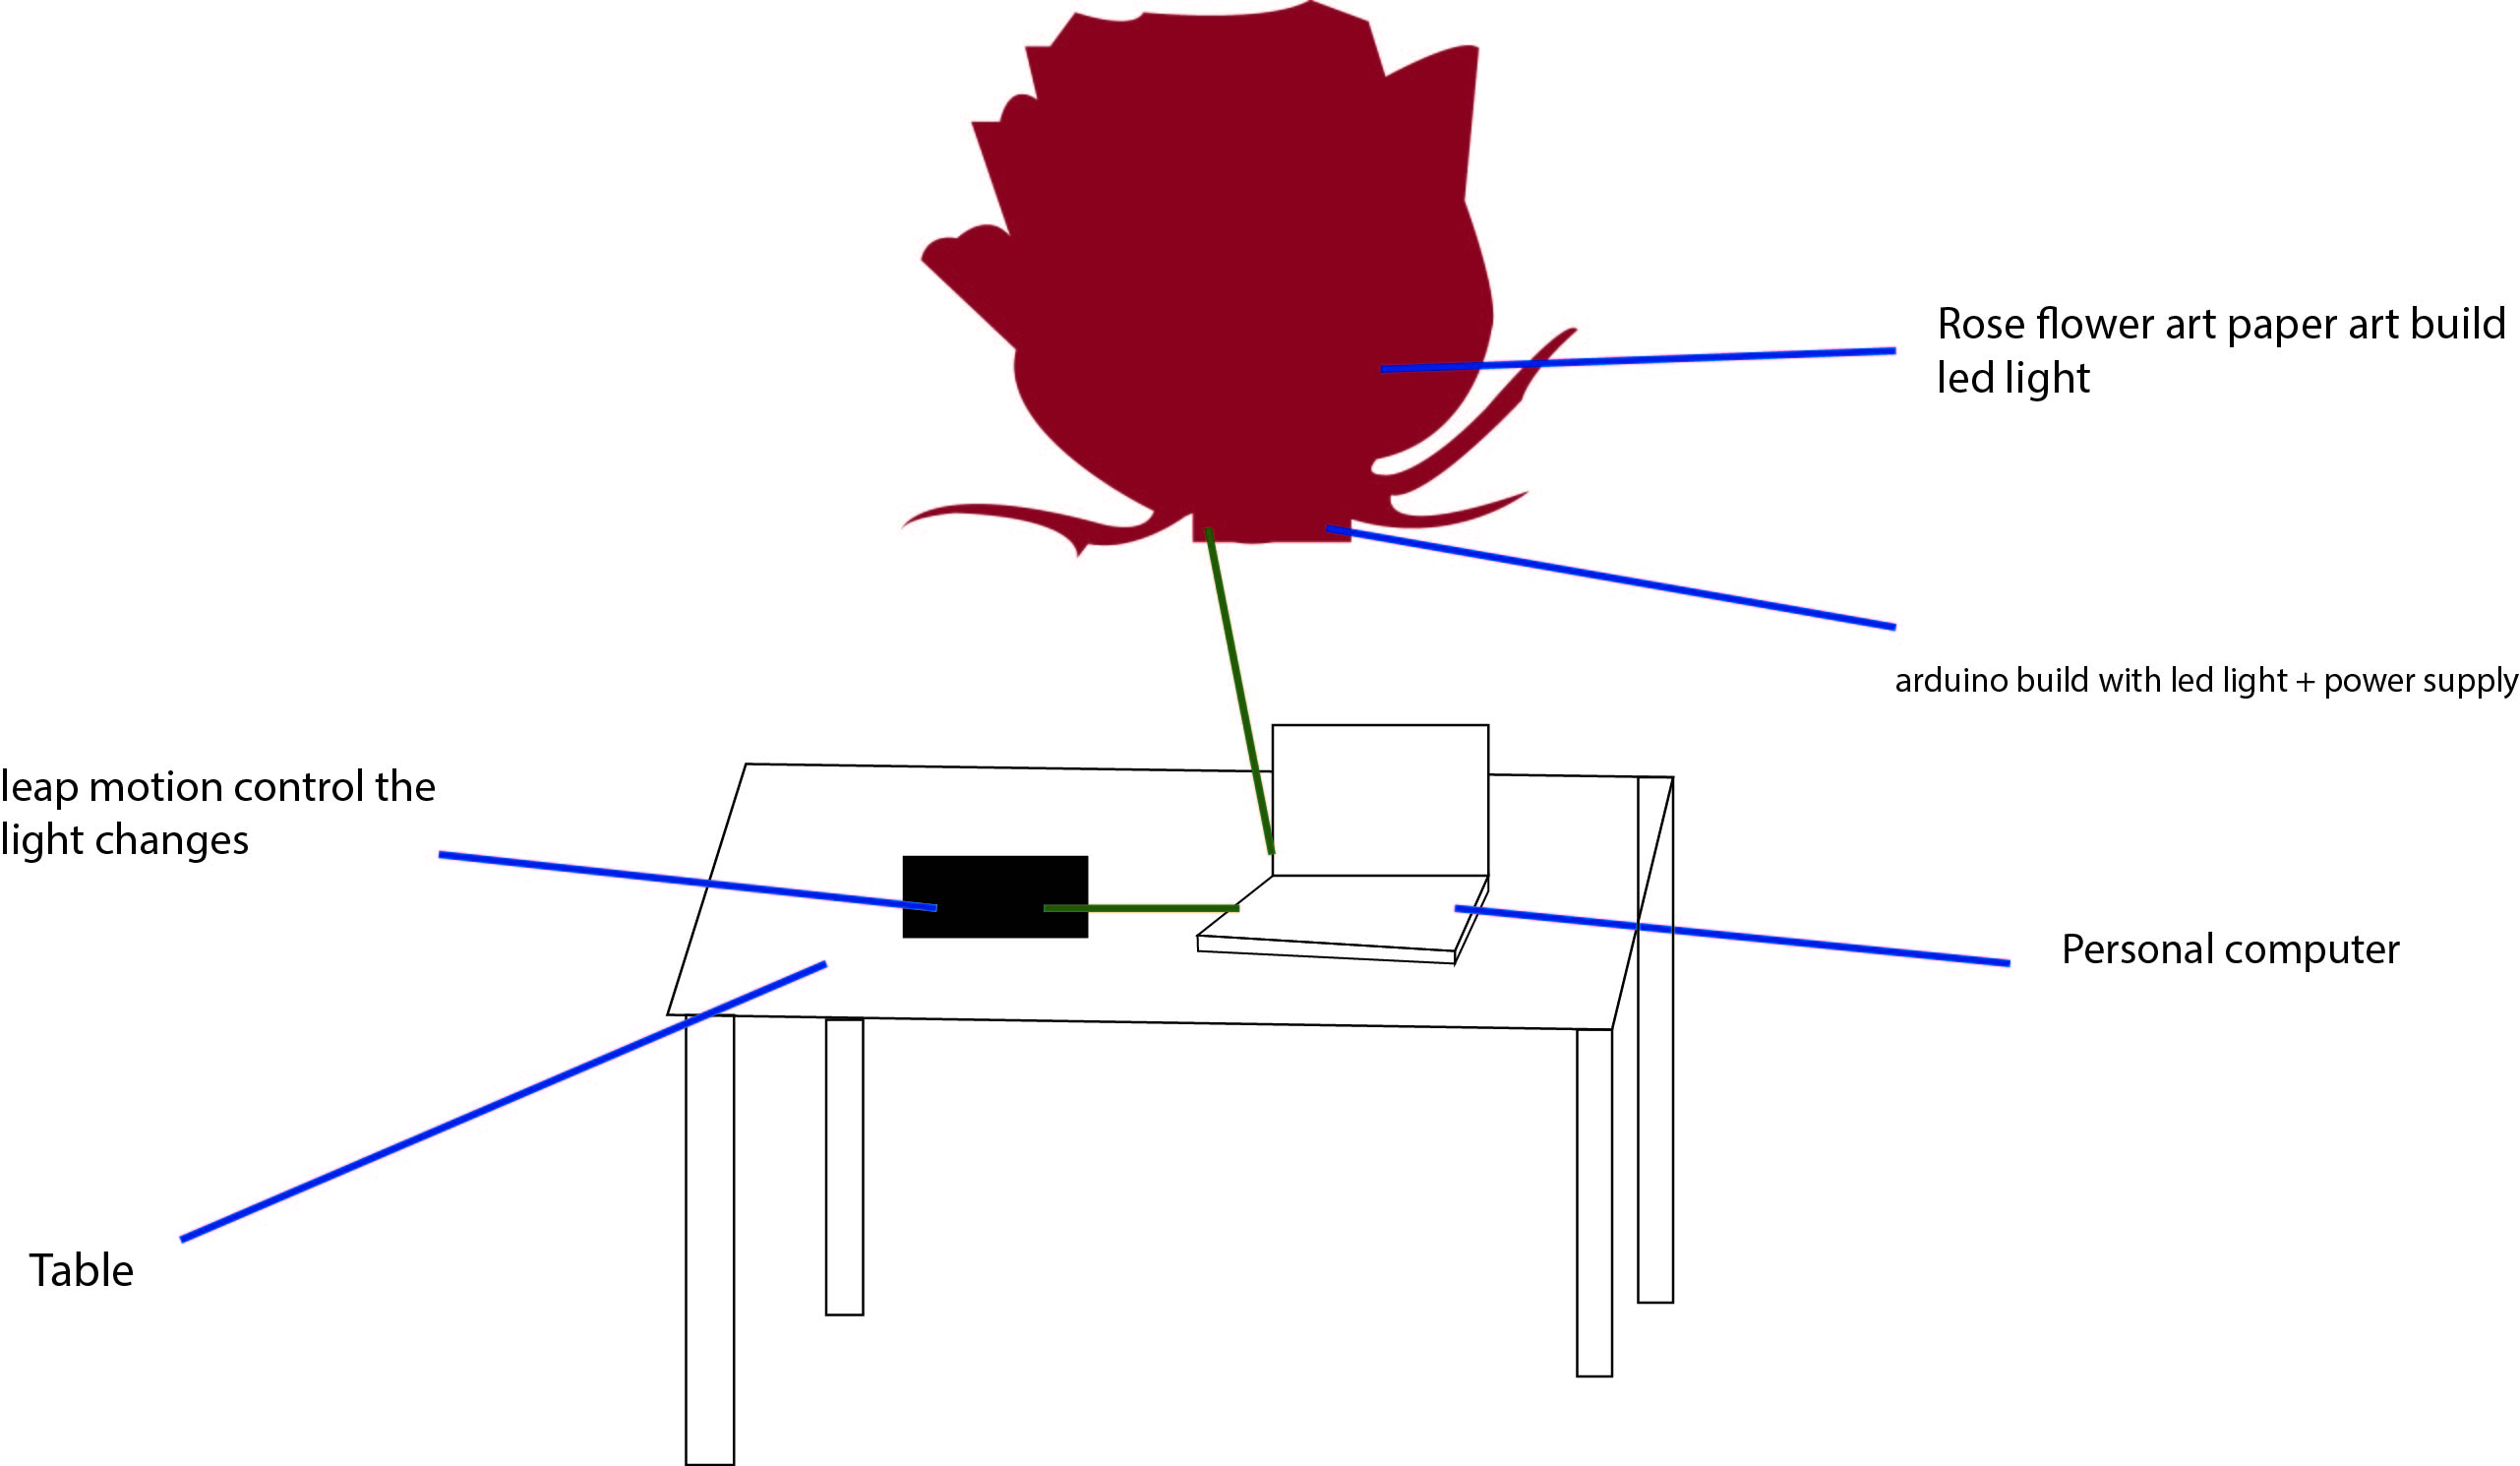 Rose flower art paper art build
led light
arduino build with led light + power supply
leap motion control the
light changes
Personal computer
Table